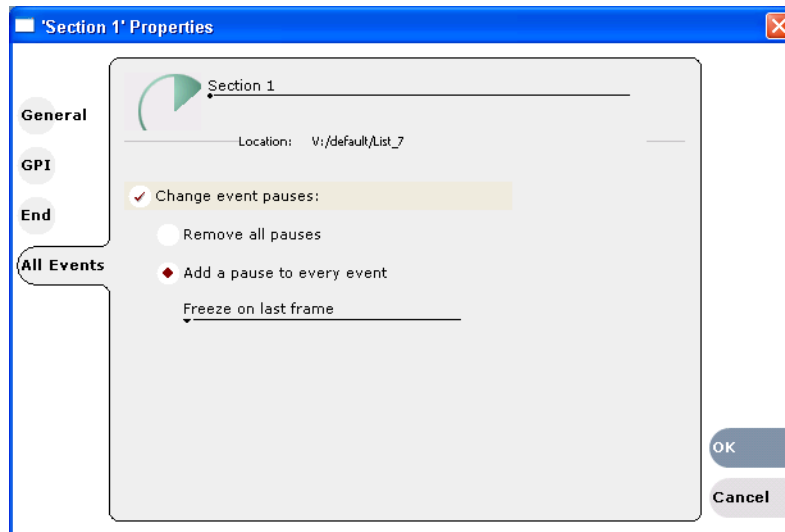 'Section 1' Properties
Section 1
Location: V:/default/List_7
General
GPI
End
All Events
Change event pauses:
Remove all pauses
Add a pause to every event
Freeze on last frame
OK
Cancel